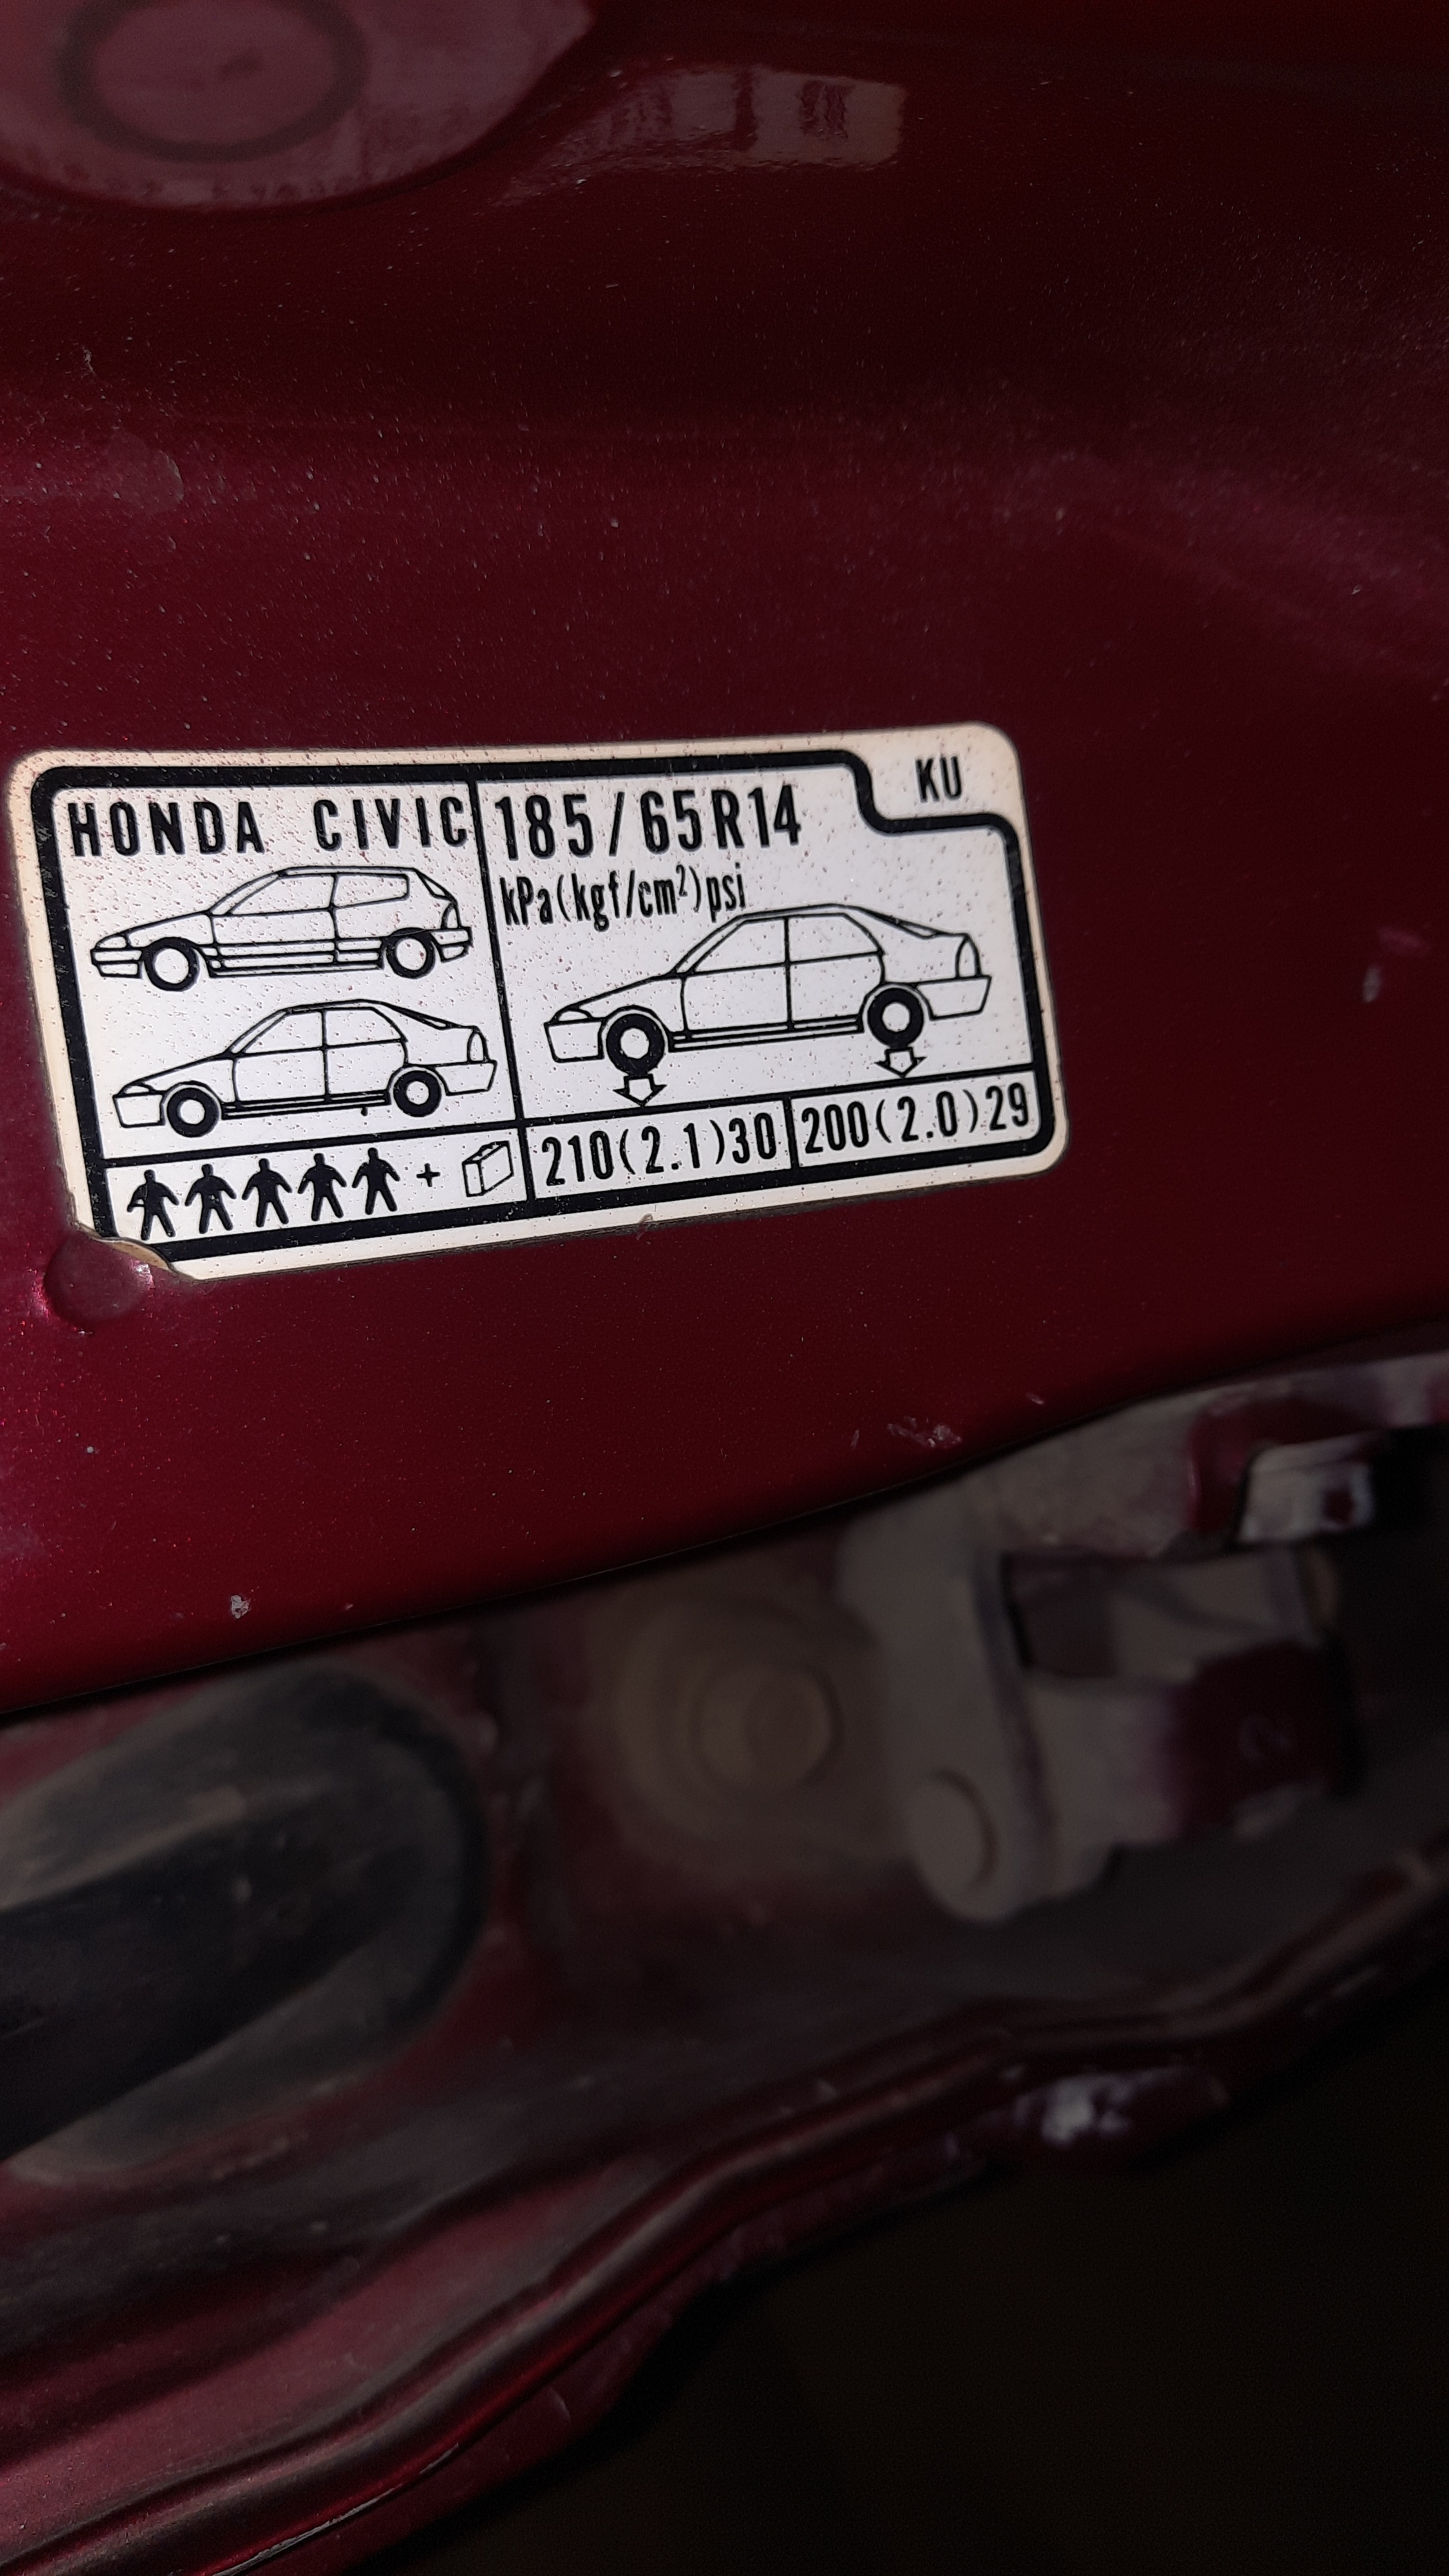 KU
HONDA CIVIC
185/65R14
kPa(kgf/cm²)psi
+
210(2.1)30
200(2.0)29